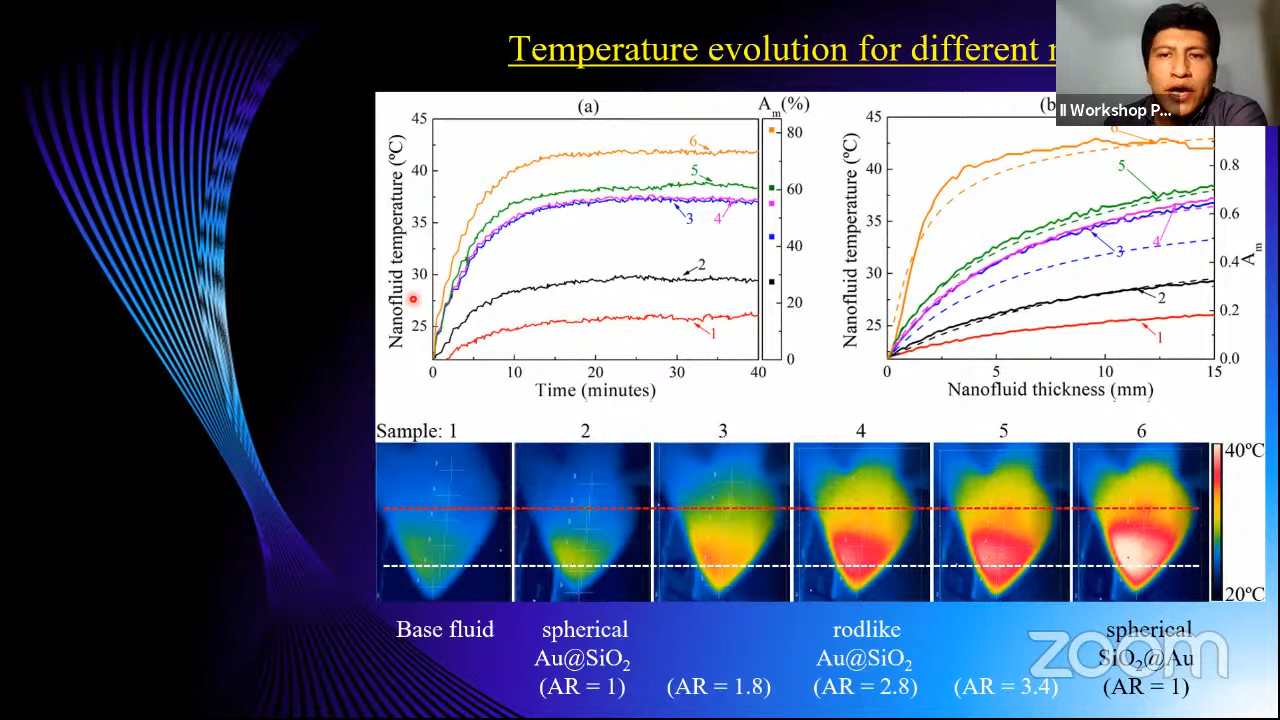 Temperature evolution for different
II Workshop P...
(a)
A_m(%)
Nanofluid temperature (ºC)
45
40
35
30
25
80
60
40
20
0
6
5
4
3
2
1
0
10
20
30
40
Time (minutes)
(b
Nanofluid temperature (ºC)
45
40
35
30
25
0.8
0.6
0.4
0.2
0.0
A_m
6
5
4
3
2
1
0
5
10
15
Nanofluid thickness (mm)
Sample: 1 2 3 4 5 6
40ºC
20ºC
Base fluid
spherical
Au@SiO₂
(AR = 1)
(AR = 1.8)
rodlike
Au@SiO₂
(AR = 2.8)
(AR = 3.4)
spherical
SiO₂@Au
(AR = 1)
zoom